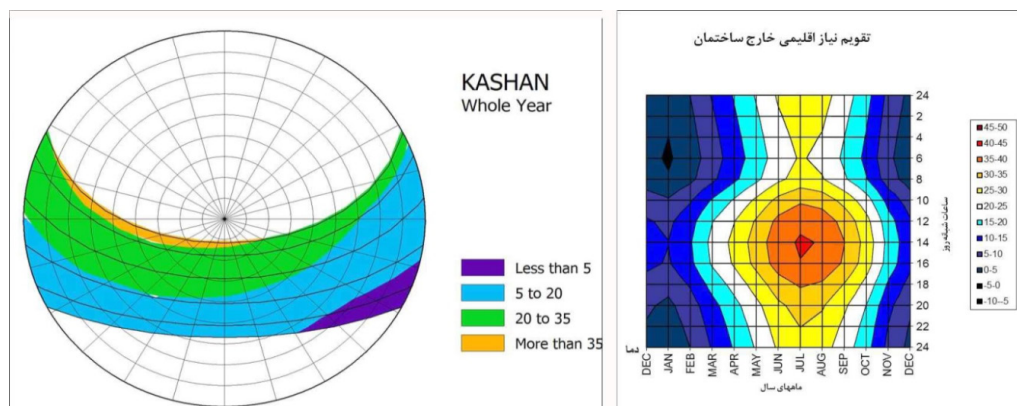 KASHAN
Whole Year
Less than 5
5 to 20
20 to 35
More than 35
تقویم نیاز اقلیمی خارج ساختمان
24
2
4
6
8
10
12
14
16
18
20
22
24
ساعات شبانه روز
45-50
40-45
35-40
30-35
25-30
20-25
15-20
10-15
5-10
0-5
-5-0
-10--5
دما
DEC
JAN
FEB
MAR
APR
MAY
JUN
JUL
AUG
SEP
OCT
NOV
DEC
ماههای سال